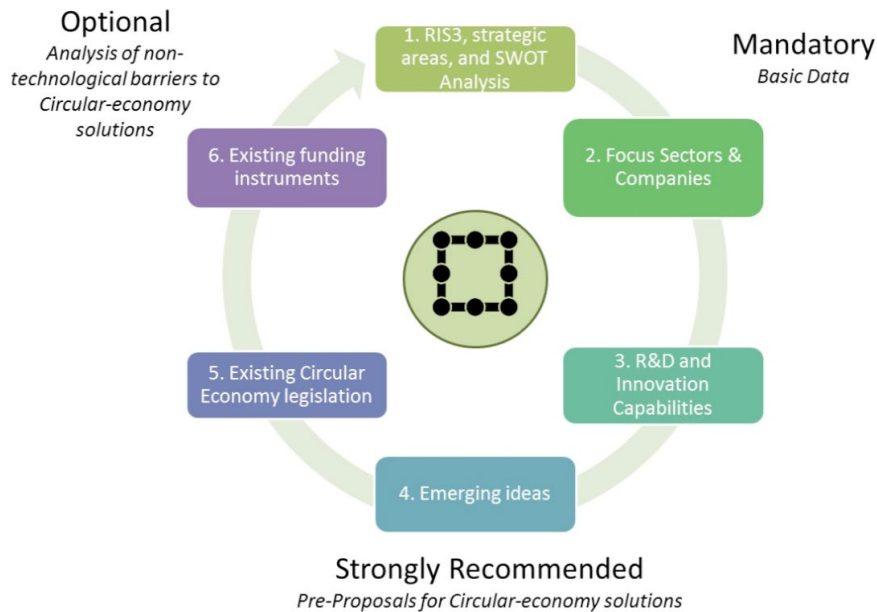 Optional
Analysis of non-
technological barriers to
Circular-economy
solutions
1. RIS3, strategic
areas, and SWOT
Analysis
Mandatory
Basic Data
6. Existing funding
instruments
2. Focus Sectors &
Companies
5. Existing Circular
Economy legislation
3. R&D and
Innovation
Capabilities
4. Emerging ideas
Strongly Recommended
Pre-Proposals for Circular-economy solutions